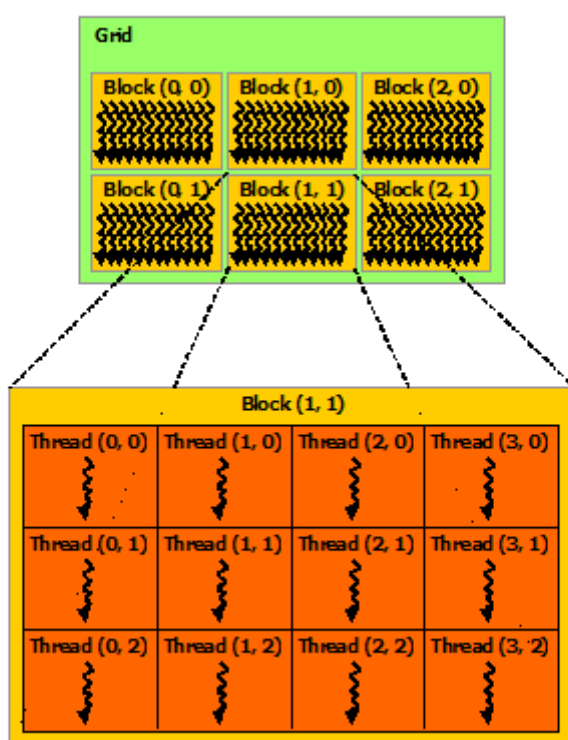 Grid
Block (0, 0) Block (1, 0) Block (2, 0)
Block (0, 1) Block (1, 1) Block (2, 1)
Block (1, 1)
Thread (0, 0) Thread (1, 0) Thread (2, 0) Thread (3, 0)
Thread (0, 1) Thread (1, 1) Thread (2, 1) Thread (3, 1)
Thread (0, 2) Thread (1, 2) Thread (2, 2) Thread (3, 2)